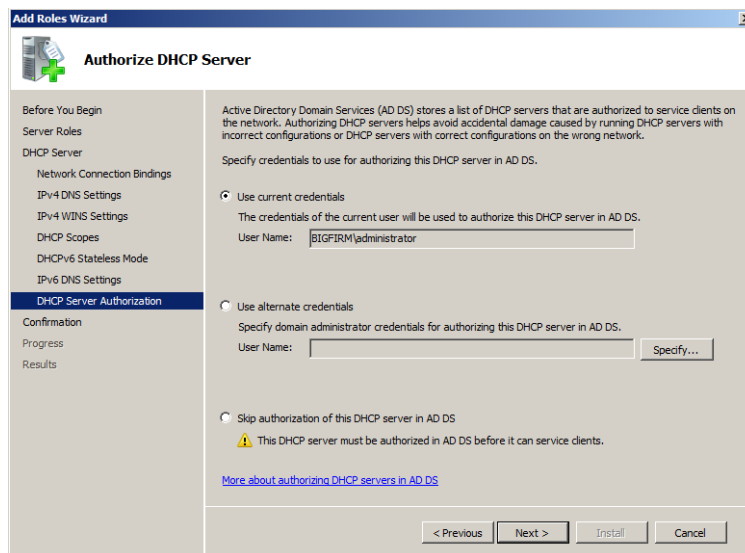 Add Roles Wizard
Authorize DHCP Server
Before You Begin
Server Roles
DHCP Server
Network Connection Bindings
IPv4 DNS Settings
IPv4 WINS Settings
DHCP Scopes
DHCPv6 Stateless Mode
IPv6 DNS Settings
DHCP Server Authorization
Confirmation
Progress
Results
Active Directory Domain Services (AD DS) stores a list of DHCP servers that are authorized to service clients on
the network. Authorizing DHCP servers helps avoid accidental damage caused by running DHCP servers with
incorrect configurations or DHCP servers with correct configurations on the wrong network.
Specify credentials to use for authorizing this DHCP server in AD DS.
Use current credentials
The credentials of the current user will be used to authorize this DHCP server in AD DS.
User Name: BIGFIRM\administrator
Use alternate credentials
Specify domain administrator credentials for authorizing this DHCP server in AD DS.
User Name: Specify...
Skip authorization of this DHCP server in AD DS
This DHCP server must be authorized in AD DS before it can service clients.
More about authorizing DHCP servers in AD DS
< Previous Next > Install Cancel